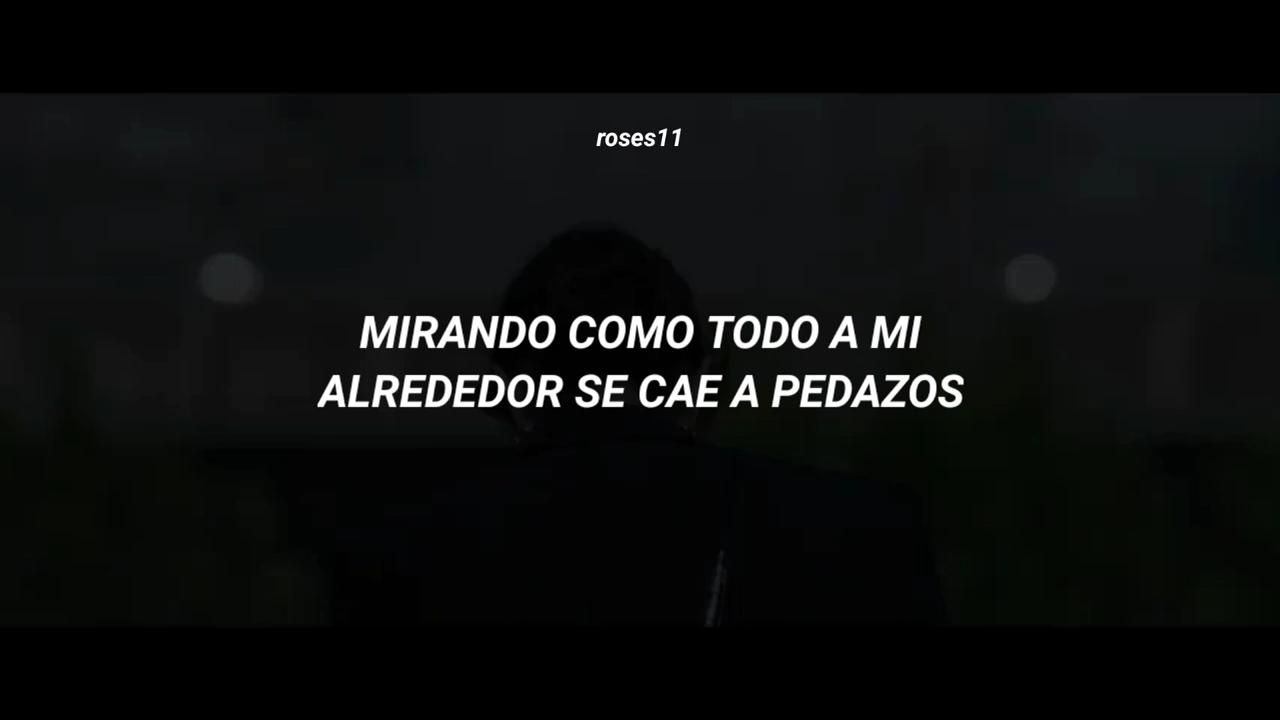 roses11
MIRANDO COMO TODO A MI
ALREDEDOR SE CAE A PEDAZOS